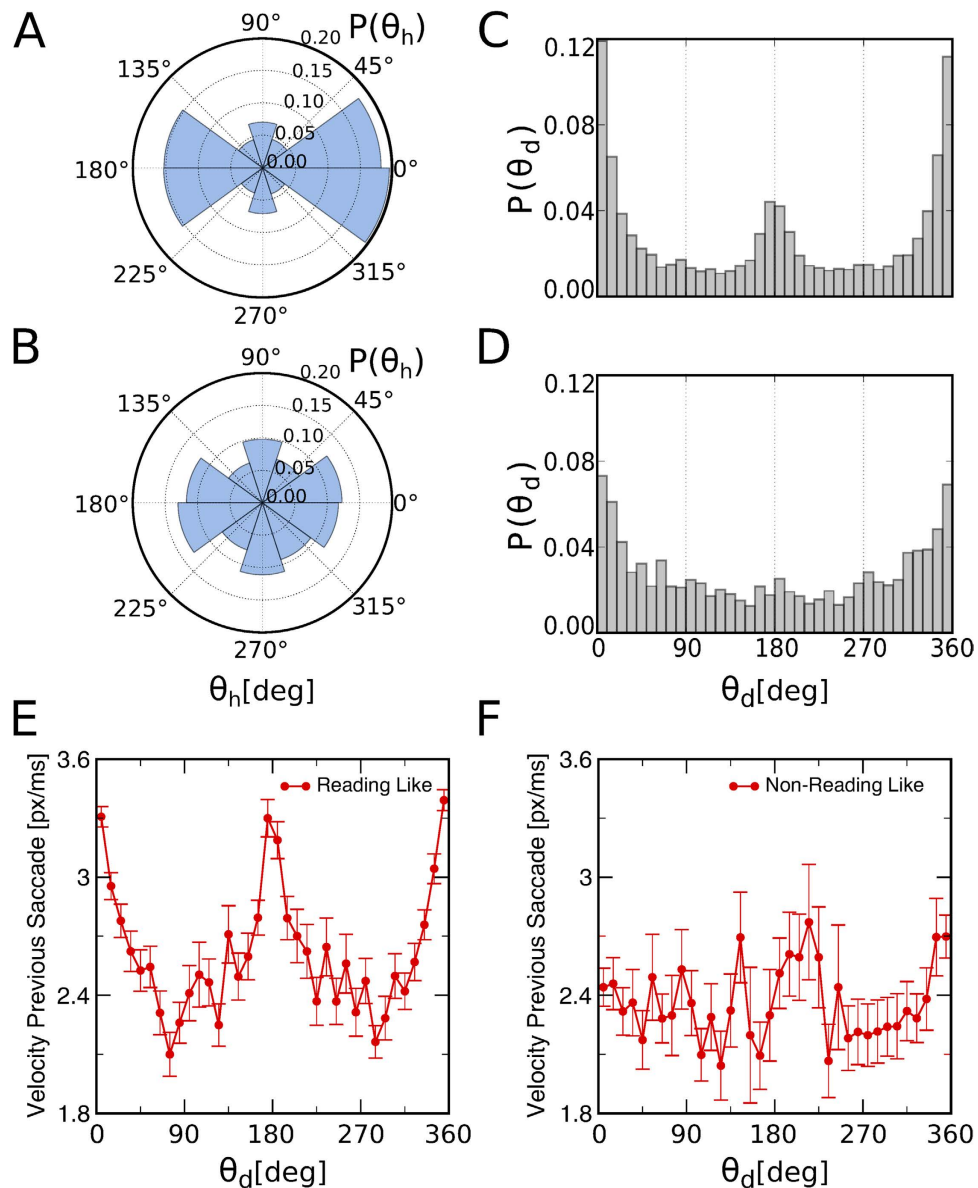 A
90° P(θh)
0.20
135° 45°
0.15
0.10
0.05
180° 0.00 0°
225° 315°
270°
B
90° P(θh)
0.20
135° 45°
0.15
0.10
0.05
180° 0.00 0°
225° 315°
270°
θh[deg]
C
0.12
0.08
P(θd)
0.04
0.00
D
0.12
0.08
P(θd)
0.04
0.00
0 90 180 270 360
θd[deg]
E
3.6
Reading Like
Velocity Previous Saccade [px/ms]
3
2.4
1.8
0 90 180 270 360
θd[deg]
F
3.6
Non-Reading Like
Velocity Previous Saccade [px/ms]
3
2.4
1.8
0 90 180 270 360
θd[deg]